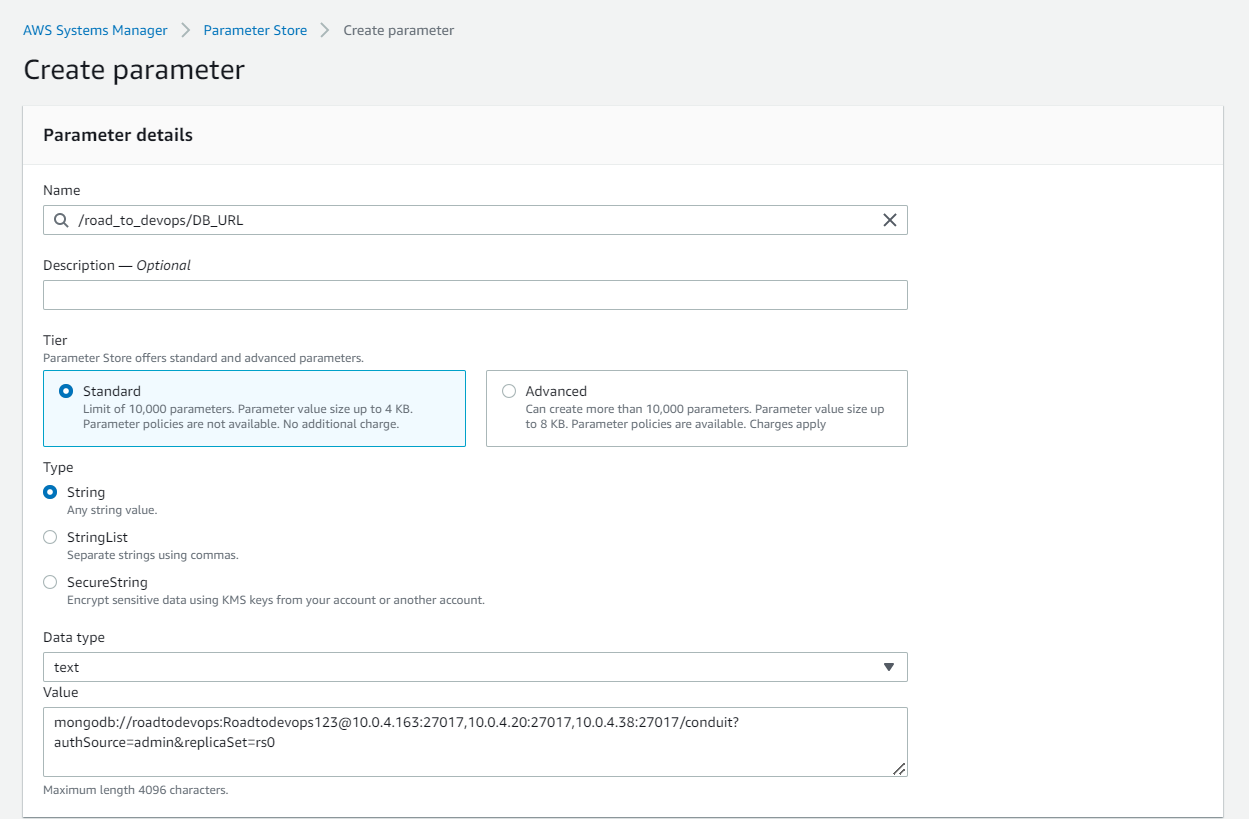 AWS Systems Manager > Parameter Store > Create parameter
Create parameter
Parameter details
Name
/road_to_devops/DB_URL
Description — Optional
Tier
Parameter Store offers standard and advanced parameters.
Standard
Limit of 10,000 parameters. Parameter value size up to 4 KB.
Parameter policies are not available. No additional charge.
Advanced
Can create more than 10,000 parameters. Parameter value size up
to 8 KB. Parameter policies are available. Charges apply
Type
String
Any string value.
StringList
Separate strings using commas.
SecureString
Encrypt sensitive data using KMS keys from your account or another account.
Data type
text
Value
mongodb://roadtodevops:Roadtodevops123@10.0.4.163:27017,10.0.4.20:27017,10.0.4.38:27017/conduit?
authSource=admin&replicaSet=rs0
Maximum length 4096 characters.